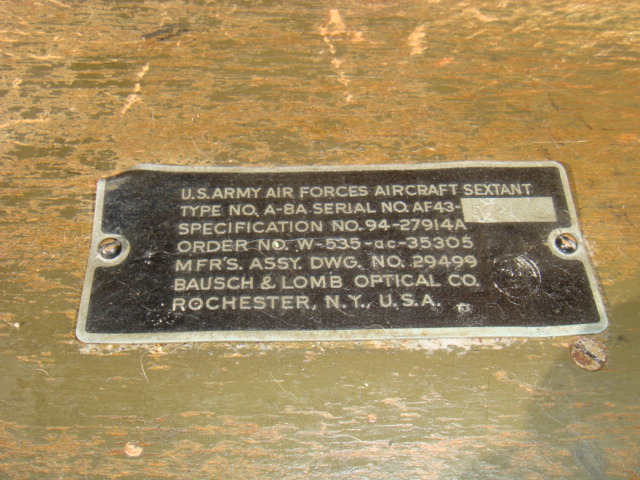 U.S. ARMY AIR FORCES AIRCRAFT SEXTANT
TYPE NO. A-8A SERIAL NO. AF43-
SPECIFICATION NO. 94-27914A
ORDER NO. W-535-ac-35305
MFR'S. ASSY. DWG. NO. 29499
BAUSCH & LOMB OPTICAL CO.
ROCHESTER, N.Y., U.S.A.